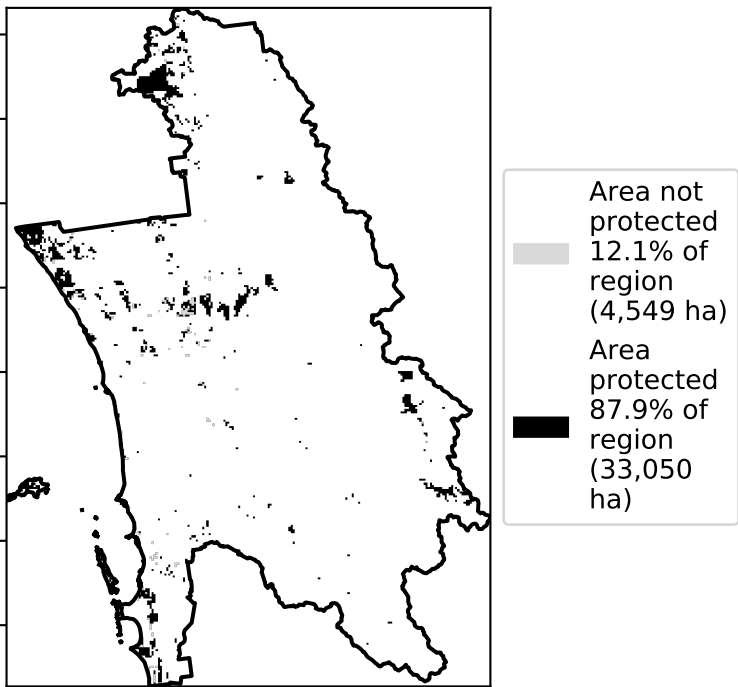 Area not
protected
12.1% of
region
(4,549 ha)
Area
protected
87.9% of
region
(33,050
ha)